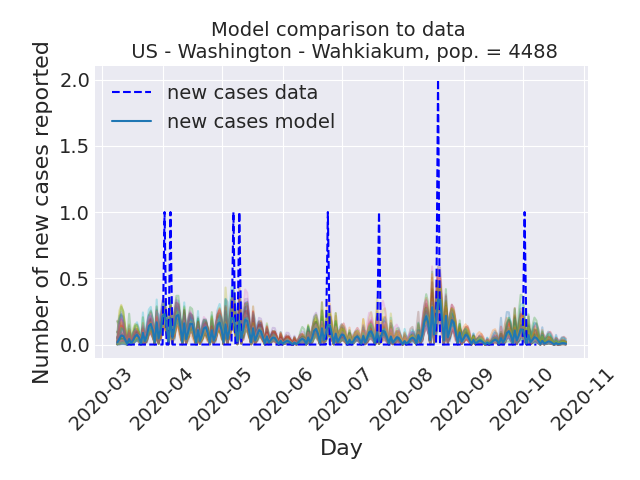 Model comparison to data
US - Washington - Wahkiakum, pop. = 4488
Number of new cases reported
2.0
1.5
1.0
0.5
0.0
new cases data
new cases model
2020-03
2020-04
2020-05
2020-06
2020-07
2020-08
2020-09
2020-10
2020-11
Day